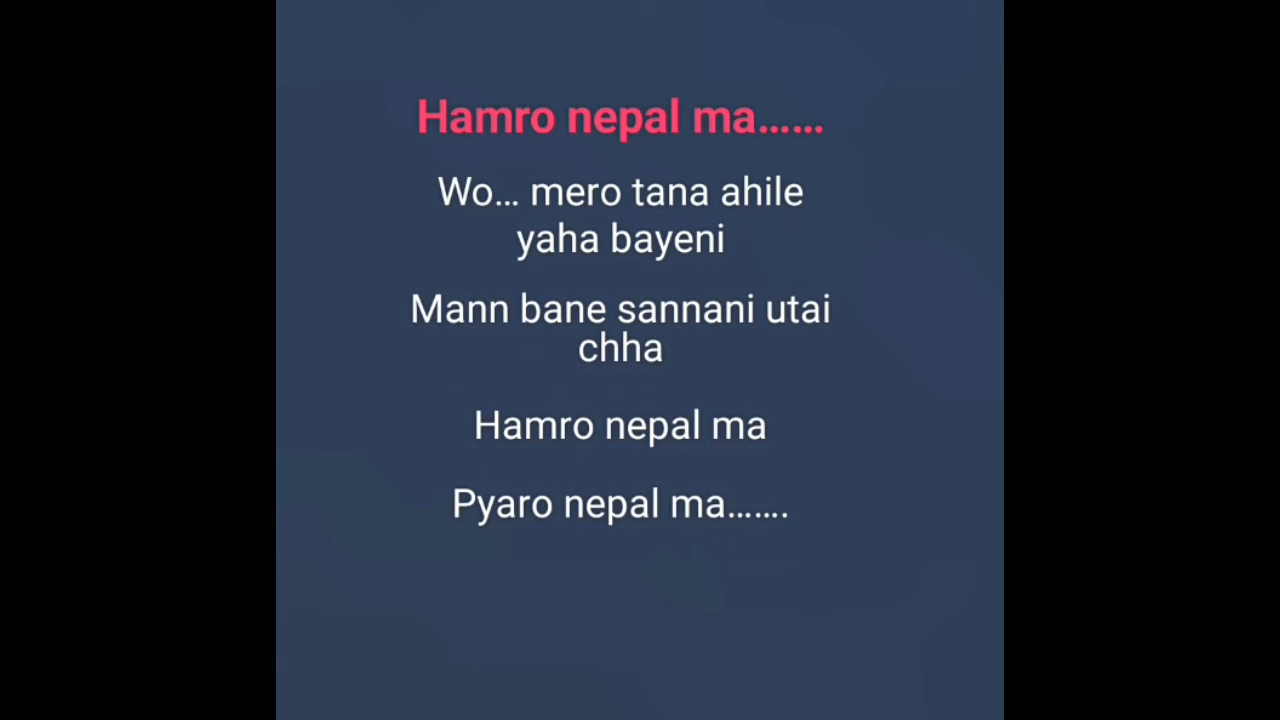 Hamro nepal ma......
Wo... mero tana ahile
yaha bayeni
Mann bane sannani utai
chha
Hamro nepal ma
Pyaro nepal ma.......